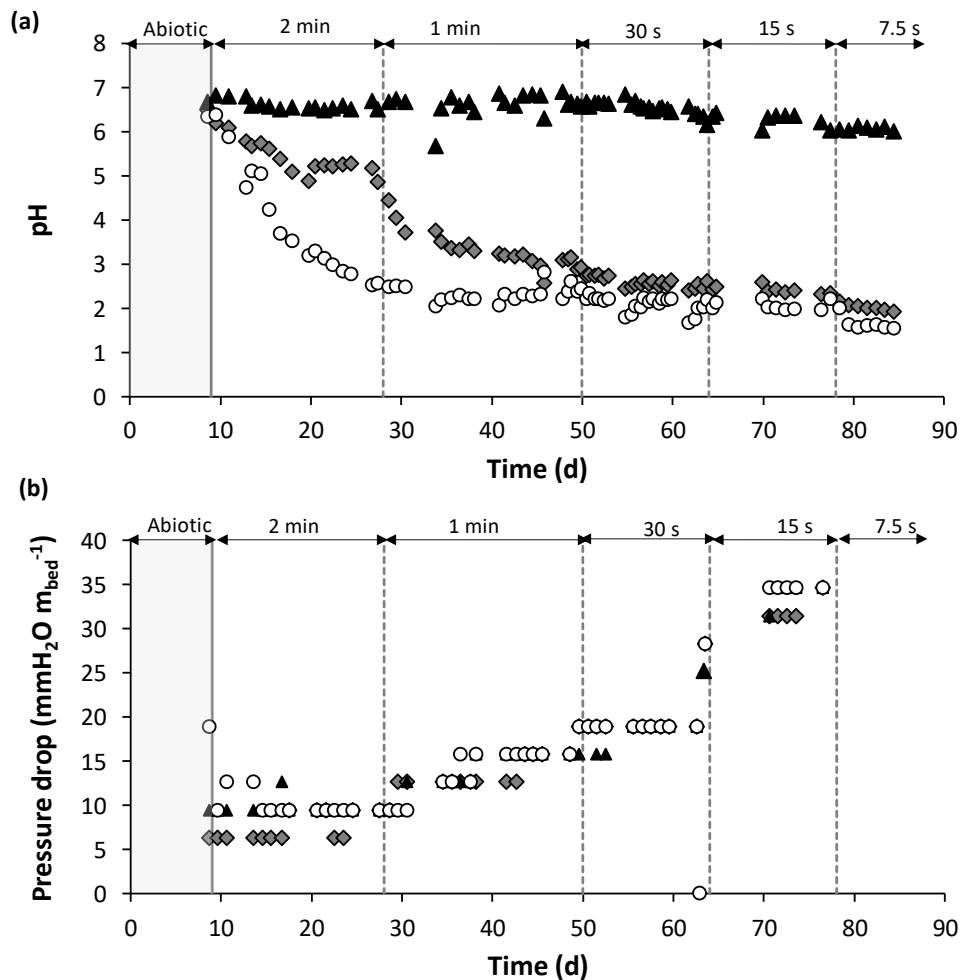 (a)
Abiotic 2 min 1 min 30 s 15 s 7.5 s
8
7
6
5
4
3
2
1
0
pH
0 10 20 30 40 50 60 70 80 90
Time (d)
(b)
Abiotic 2 min 1 min 30 s 15 s 7.5 s
40
35
30
25
20
15
10
5
0
Pressure drop (mmH₂O m_bed⁻¹)
0 10 20 30 40 50 60 70 80 90
Time (d)